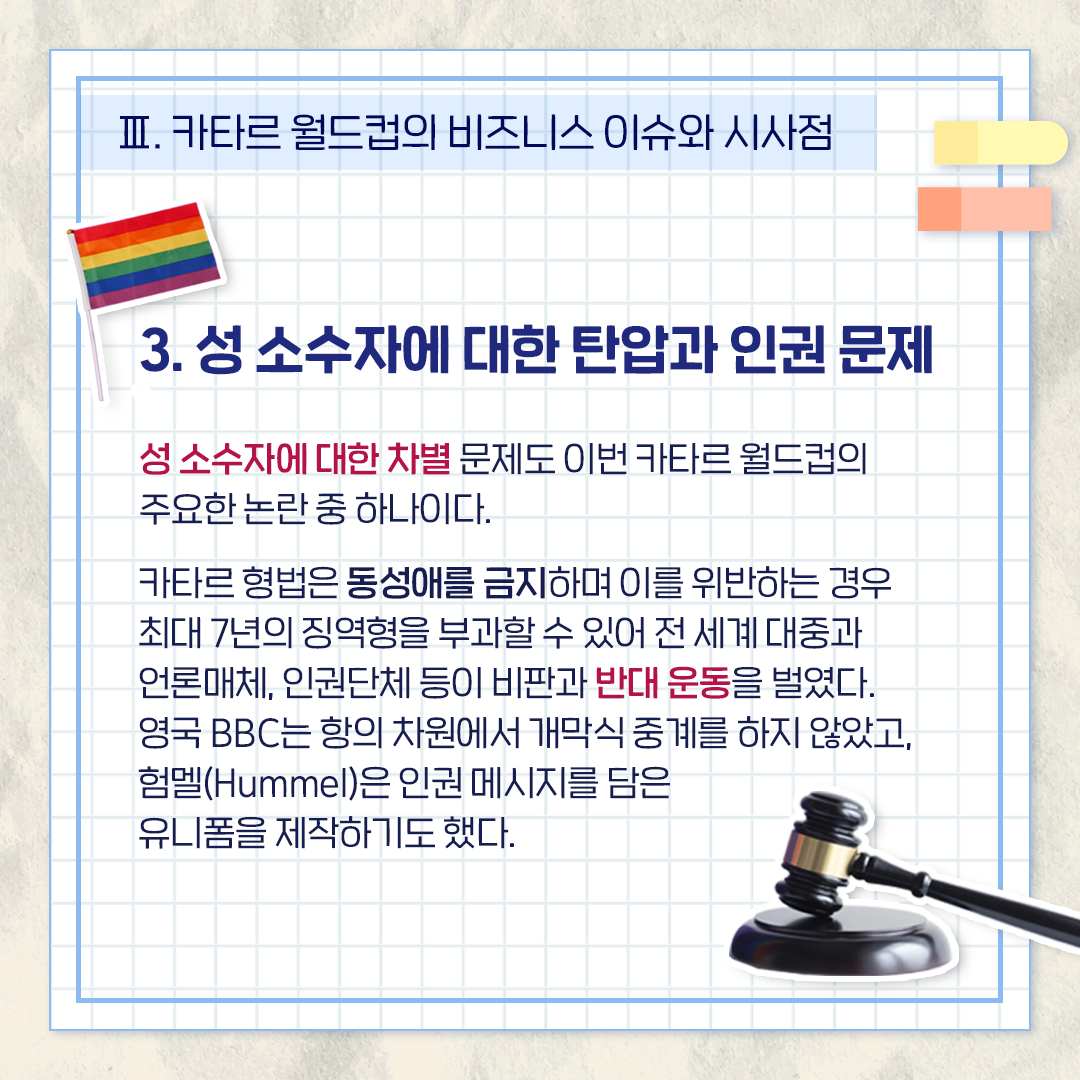 Ⅲ. 카타르 월드컵의 비즈니스 이슈와 시사점
3. 성 소수자에 대한 탄압과 인권 문제
성 소수자에 대한 차별 문제도 이번 카타르 월드컵의
주요한 논란 중 하나이다.
카타르 형법은 동성애를 금지하며 이를 위반하는 경우
최대 7년의 징역형을 부과할 수 있어 전 세계 대중과
언론매체, 인권단체 등이 비판과 반대 운동을 벌였다.
영국 BBC는 항의 차원에서 개막식 중계를 하지 않았고,
험멜(Hummel)은 인권 메시지를 담은
유니폼을 제작하기도 했다.